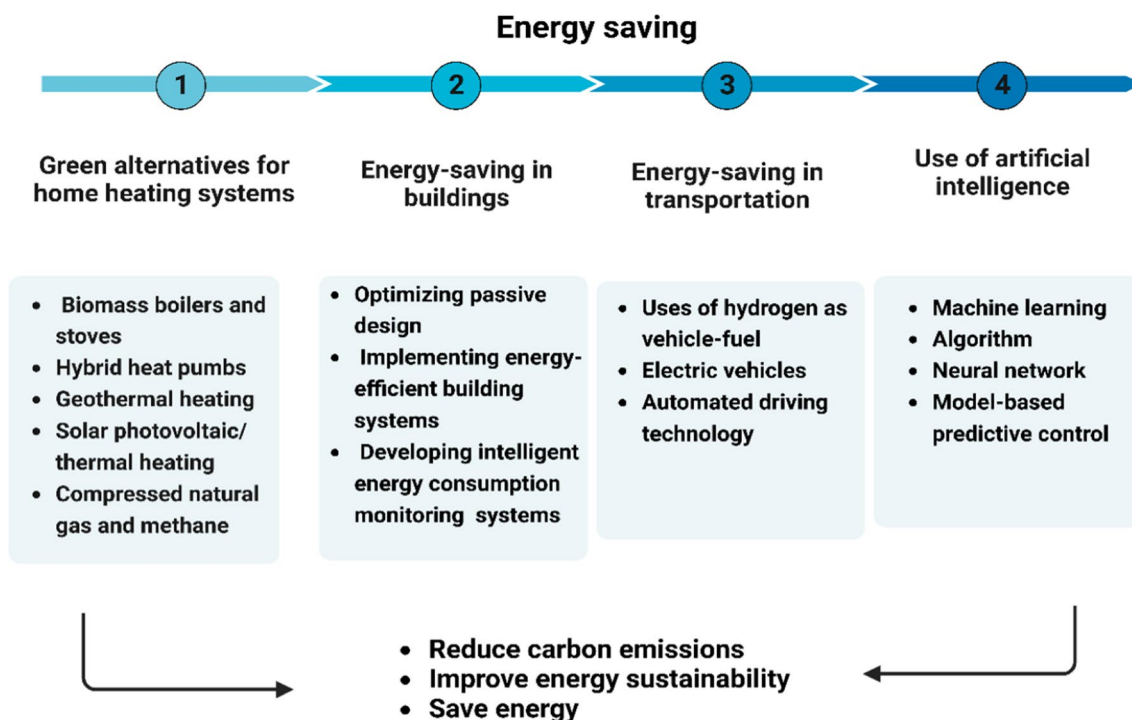 Energy saving
1
2
3
4
Green alternatives for
home heating systems
Energy-saving in
buildings
Energy-saving in
transportation
Use of artificial
intelligence
• Biomass boilers and
stoves
• Hybrid heat pumbs
• Geothermal heating
• Solar photovoltaic/
thermal heating
• Compressed natural
gas and methane
• Optimizing passive
design
• Implementing energy-
efficient building
systems
• Developing intelligent
energy consumption
monitoring systems
• Uses of hydrogen as
vehicle-fuel
• Electric vehicles
• Automated driving
technology
• Machine learning
• Algorithm
• Neural network
• Model-based
predictive control
• Reduce carbon emissions
• Improve energy sustainability
• Save energy